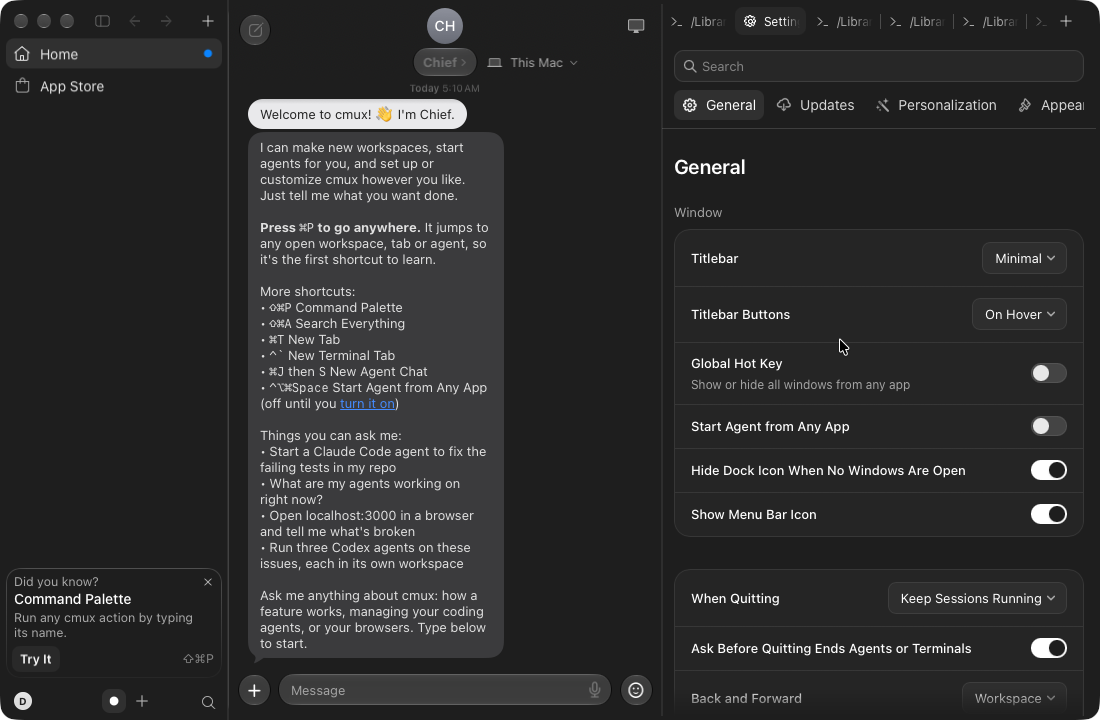 Home
App Store
Did you know?
Command Palette
Run any cmux action by typing
its name.
Try It
⇧⌘P
D
CH
Chief
This Mac
Today 5:10 AM
Welcome to cmux! 👋 I'm Chief.
I can make new workspaces, start
agents for you, and set up or
customize cmux however you like.
Just tell me what you want done.
Press ⌘P to go anywhere. It jumps to
any open workspace, tab or agent, so
it's the first shortcut to learn.
More shortcuts:
• ⇧⌘P Command Palette
• ⇧⌘A Search Everything
• ⌘T New Tab
• ^` New Terminal Tab
• ⌘J then S New Agent Chat
• ^⌥⌘Space Start Agent from Any App
(off until you turn it on)
Things you can ask me:
• Start a Claude Code agent to fix the
failing tests in my repo
• What are my agents working on
right now?
• Open localhost:3000 in a browser
and tell me what's broken
• Run three Codex agents on these
issues, each in its own workspace
Ask me anything about cmux: how a
feature works, managing your coding
agents, or your browsers. Type below
to start.
Message
/Librar
Settin
/Librar
/Librar
/Librar
Search
General
Updates
Personalization
Appear
General
Window
Titlebar
Minimal
Titlebar Buttons
On Hover
Global Hot Key
Show or hide all windows from any app
Start Agent from Any App
Hide Dock Icon When No Windows Are Open
Show Menu Bar Icon
When Quitting
Keep Sessions Running
Ask Before Quitting Ends Agents or Terminals
Back and Forward
Workspace